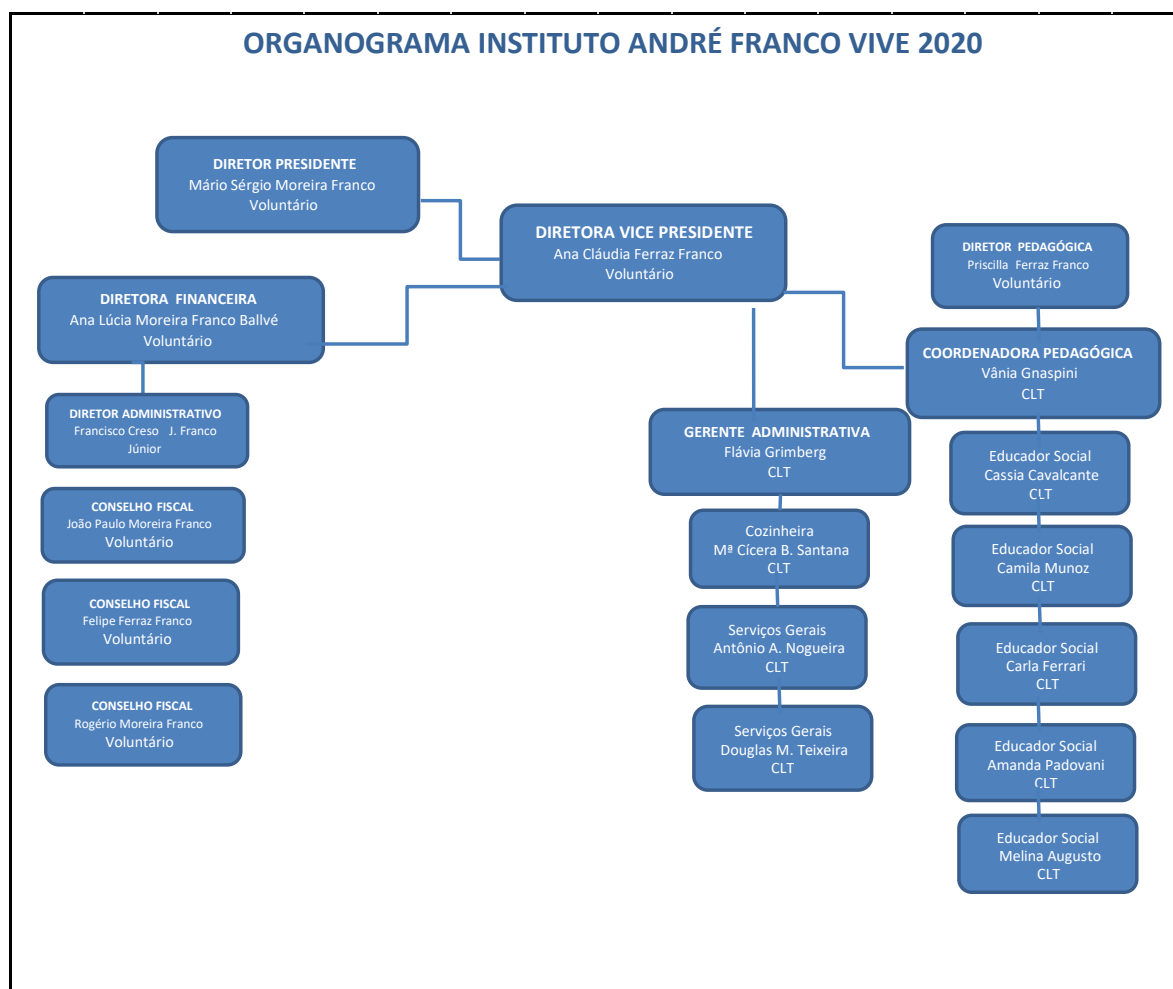 ORGANOGRAMA INSTITUTO ANDRÉ FRANCO VIVE 2020
DIRETOR PRESIDENTE
Mário Sérgio Moreira Franco
Voluntário
DIRETORA VICE PRESIDENTE
Ana Cláudia Ferraz Franco
Voluntário
DIRETOR PEDAGÓGICA
Priscilla Ferraz Franco
Voluntário
DIRETORA FINANCEIRA
Ana Lúcia Moreira Franco Ballvé
Voluntário
COORDENADORA PEDAGÓGICA
Vânia Gnaspini
CLT
DIRETOR ADMINISTRATIVO
Francisco Creso J. Franco
Júnior
GERENTE ADMINISTRATIVA
Flávia Grimberg
CLT
Educador Social
Cassia Cavalcante
CLT
CONSELHO FISCAL
João Paulo Moreira Franco
Voluntário
Cozinheira
Mª Cícera B. Santana
CLT
Educador Social
Camila Munoz
CLT
CONSELHO FISCAL
Felipe Ferraz Franco
Voluntário
Serviços Gerais
Antônio A. Nogueira
CLT
Educador Social
Carla Ferrari
CLT
CONSELHO FISCAL
Rogério Moreira Franco
Voluntário
Serviços Gerais
Douglas M. Teixeira
CLT
Educador Social
Amanda Padovani
CLT
Educador Social
Melina Augusto
CLT